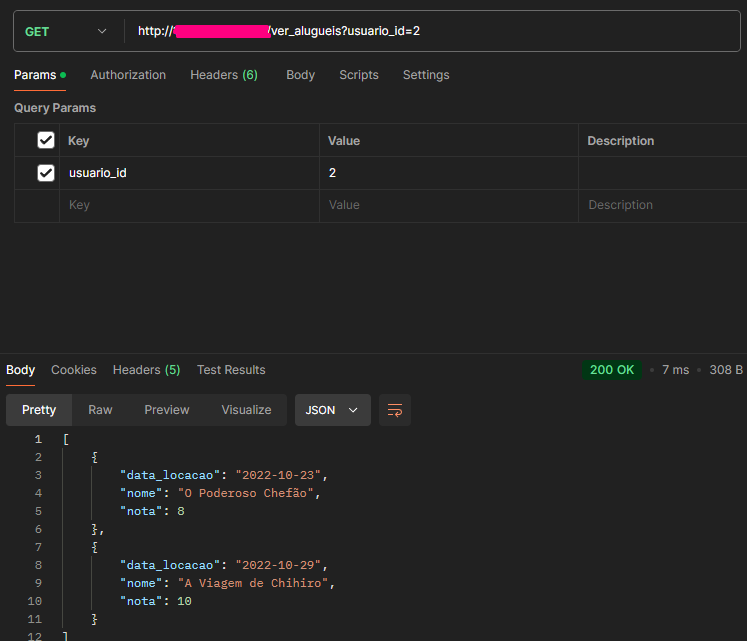 GET http:// /ver_alugueis?usuario_id=2
Params Authorization Headers (6) Body Scripts Settings
Query Params
Key Value Description
usuario_id 2
Key Value Description
Body Cookies Headers (5) Test Results 200 OK • 7 ms • 308 B
Pretty Raw Preview Visualize JSON
1 [
2 {
3 "data_locacao": "2022-10-23",
4 "nome": "O Poderoso Chefão",
5 "nota": 8
6 },
7 {
8 "data_locacao": "2022-10-29",
9 "nome": "A Viagem de Chihiro",
10 "nota": 10
11 }
12 ]